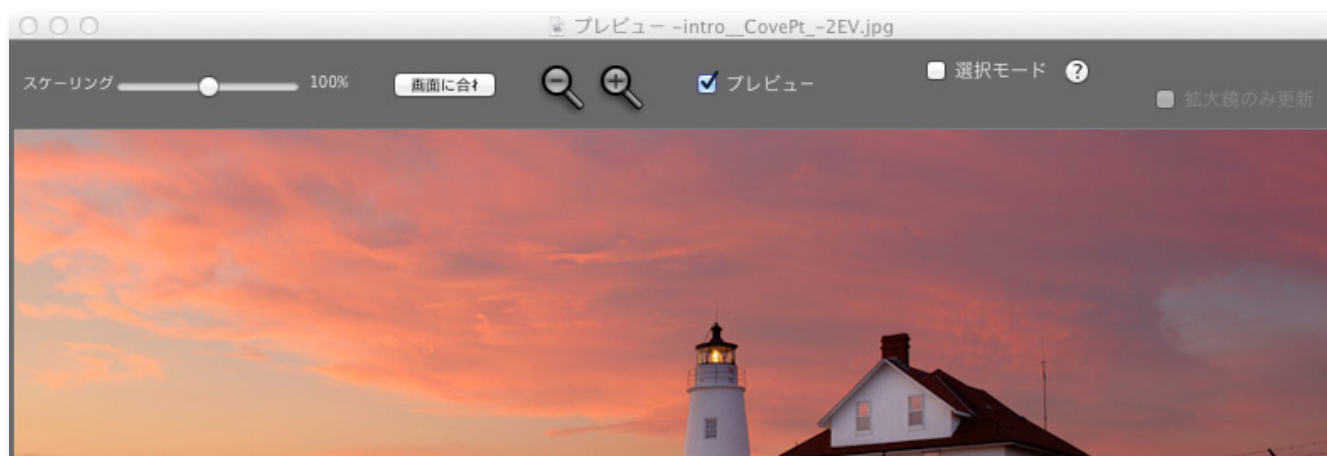 プレビュー -intro__CovePt_-2EV.jpg
スケーリング 100% 画面に合 プレビュー 選択モード ?
拡大鏡のみ更新